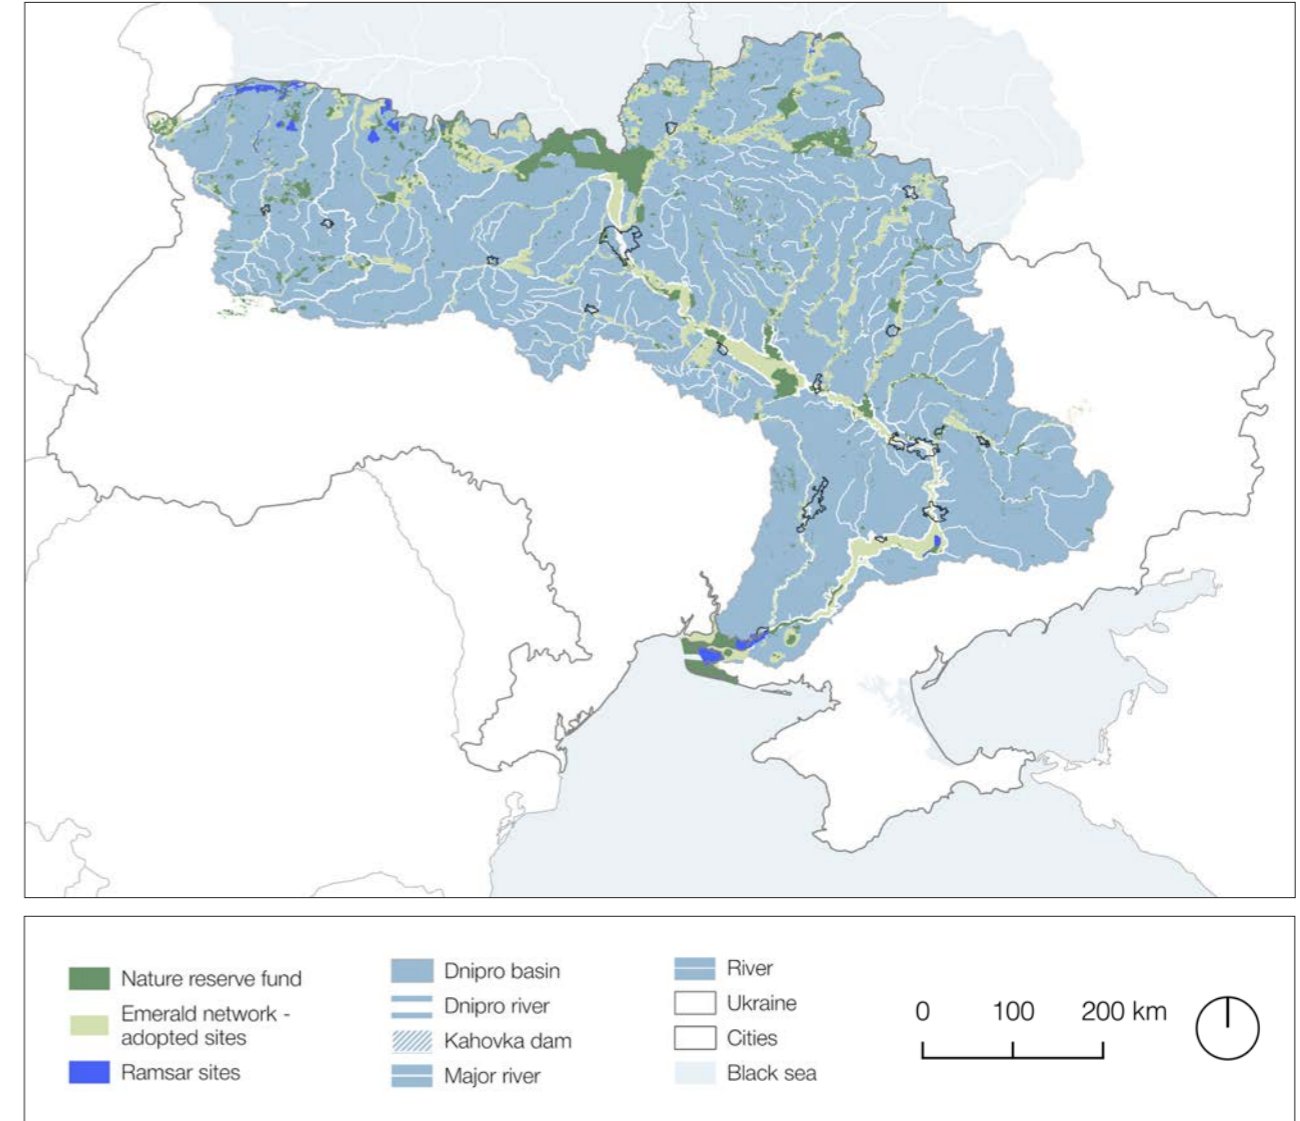 Nature reserve fund
Emerald network -
adopted sites
Ramsar sites
Dnipro basin
Dnipro river
Kahovka dam
Major river
River
Ukraine
Cities
Black sea
0 100 200 km